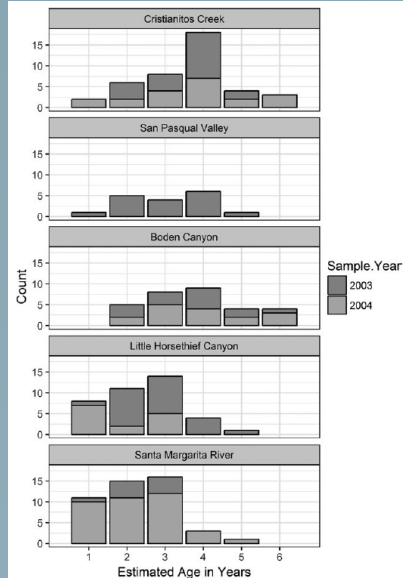 Cristianitos Creek
15
10
5
0
San Pasqual Valley
15
10
5
0
Boden Canyon
15
10
5
0
Little Horsethief Canyon
15
10
5
0
Santa Margarita River
15
10
5
0
1 2 3 4 5 6
Estimated Age in Years
Count
Sample.Year
2003
2004